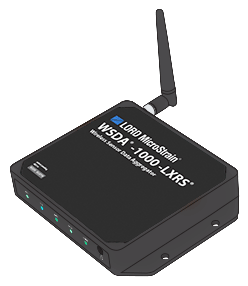 LORD MicroStrain®
WSDA®-1000-LXRS®
Wireless Sensor Data Aggregator